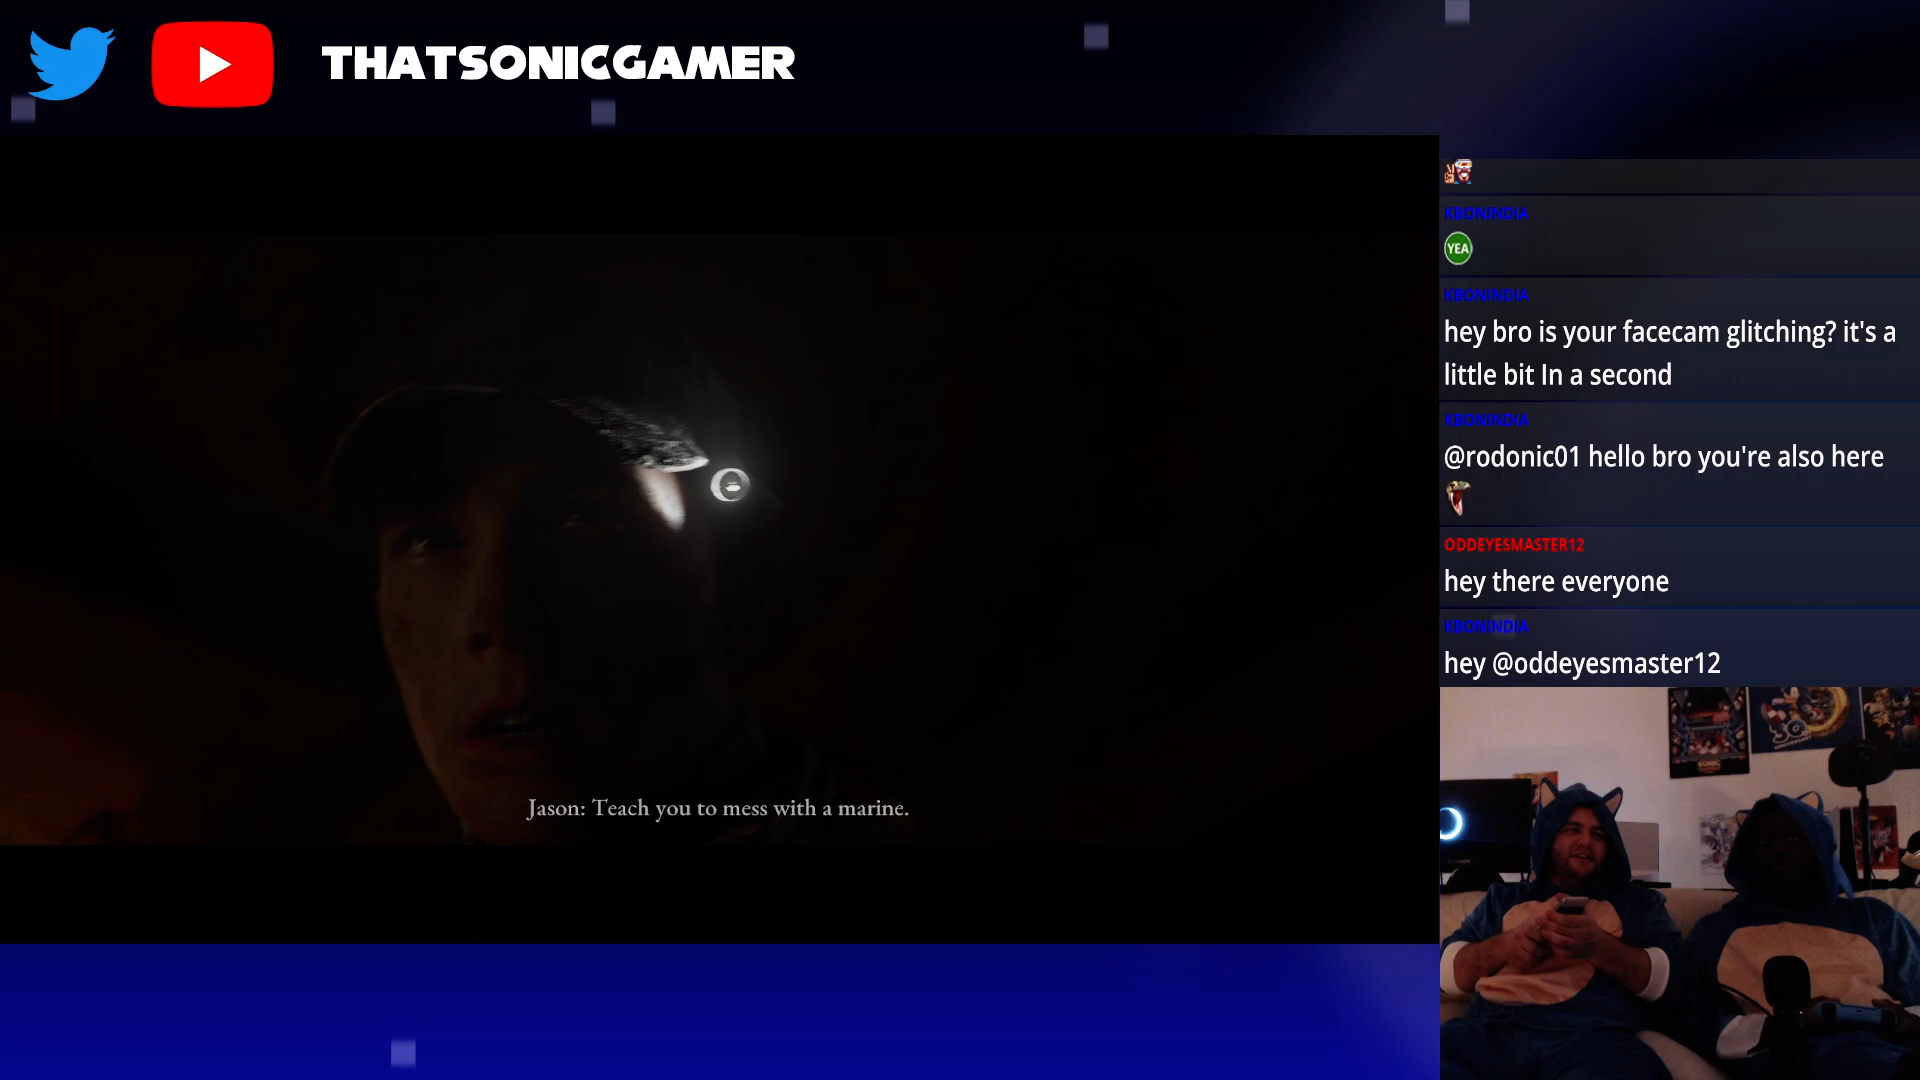 THATSONICGAMER
KBONINDIA
YEA
KBONINDIA
hey bro is your facecam glitching? it's a
little bit In a second
KBONINDIA
@rodonic01 hello bro you're also here
ODDEYESMASTER12
hey there everyone
KBONINDIA
hey @oddeyesmaster12
Jason: Teach you to mess with a marine.